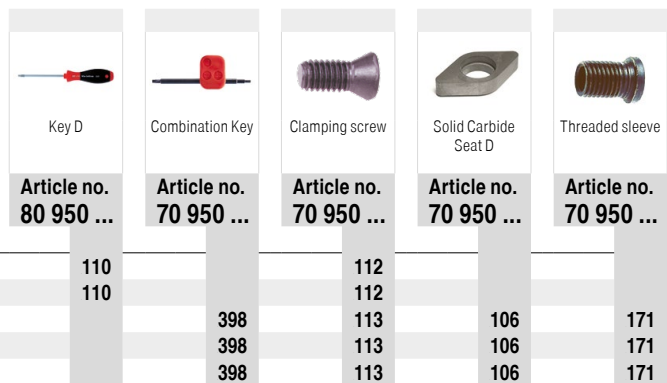 Key D Combination Key Clamping screw Solid Carbide Seat D Threaded sleeve
Article no. Article no. Article no. Article no. Article no.
80 950 ... 70 950 ... 70 950 ... 70 950 ... 70 950 ...
110 112
110 112
398 113 106 171
398 113 106 171
398 113 106 171